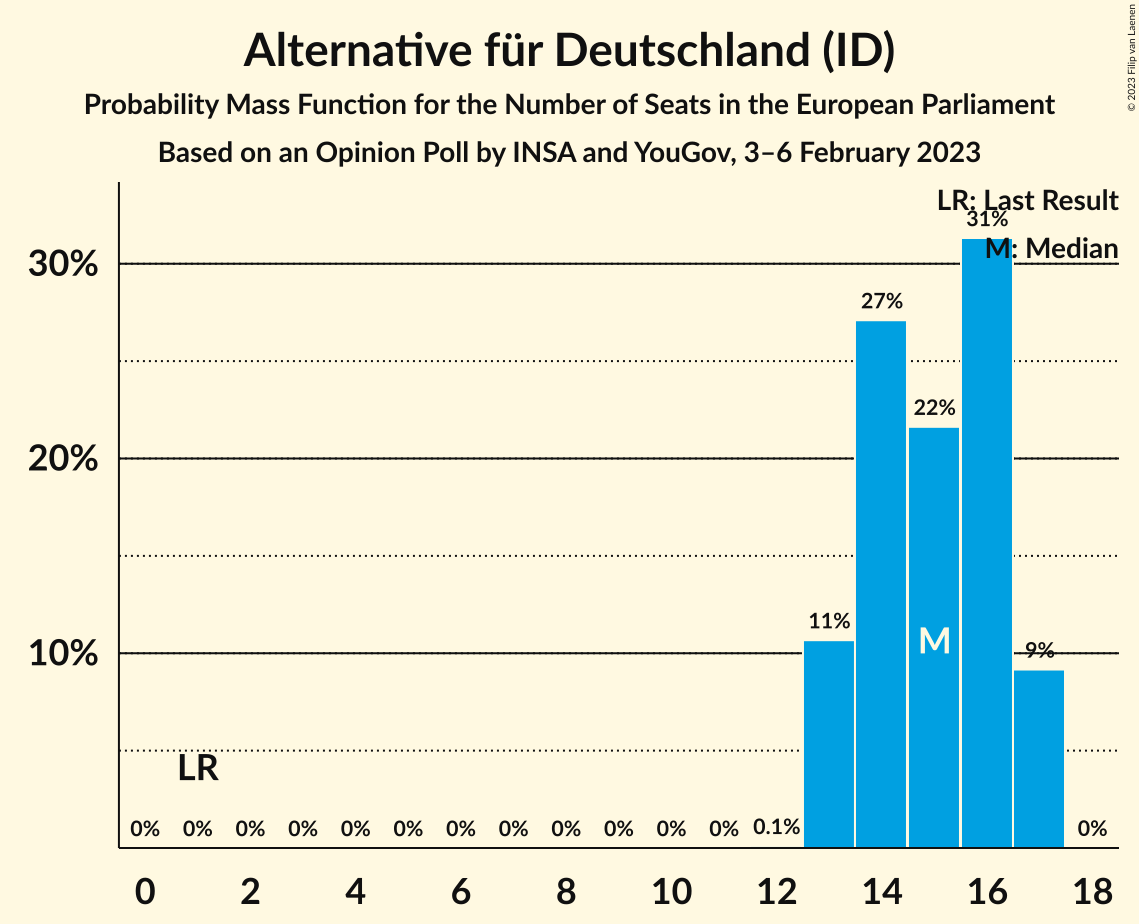 Alternative für Deutschland (ID)
Probability Mass Function for the Number of Seats in the European Parliament
Based on an Opinion Poll by INSA and YouGov, 3–6 February 2023
© 2023 Filip van Laenen
LR: Last Result
M: Median
30%
20%
10%
31%
27%
22%
11%
9%
M
LR
0% 0% 0% 0% 0% 0% 0% 0% 0% 0% 0% 0% 0.1% 0%
0 2 4 6 8 10 12 14 16 18